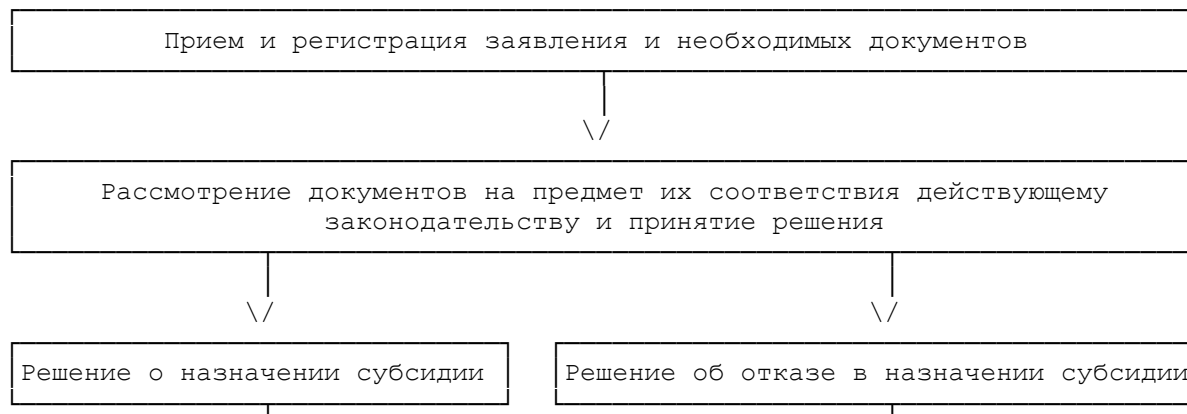 Прием и регистрация заявления и необходимых документов
Рассмотрение документов на предмет их соответствия действующему
законодательству и принятие решения
Решение о назначении субсидии
Решение об отказе в назначении субсидии